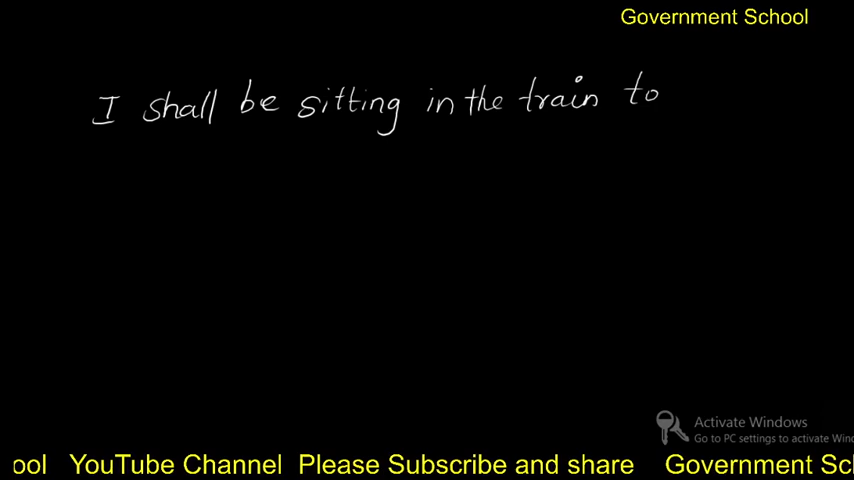 Government School
I shall be sitting in the train to
Activate Windows
Go to PC settings to activate Win
ool YouTube Channel Please Subscribe and share Government Sc